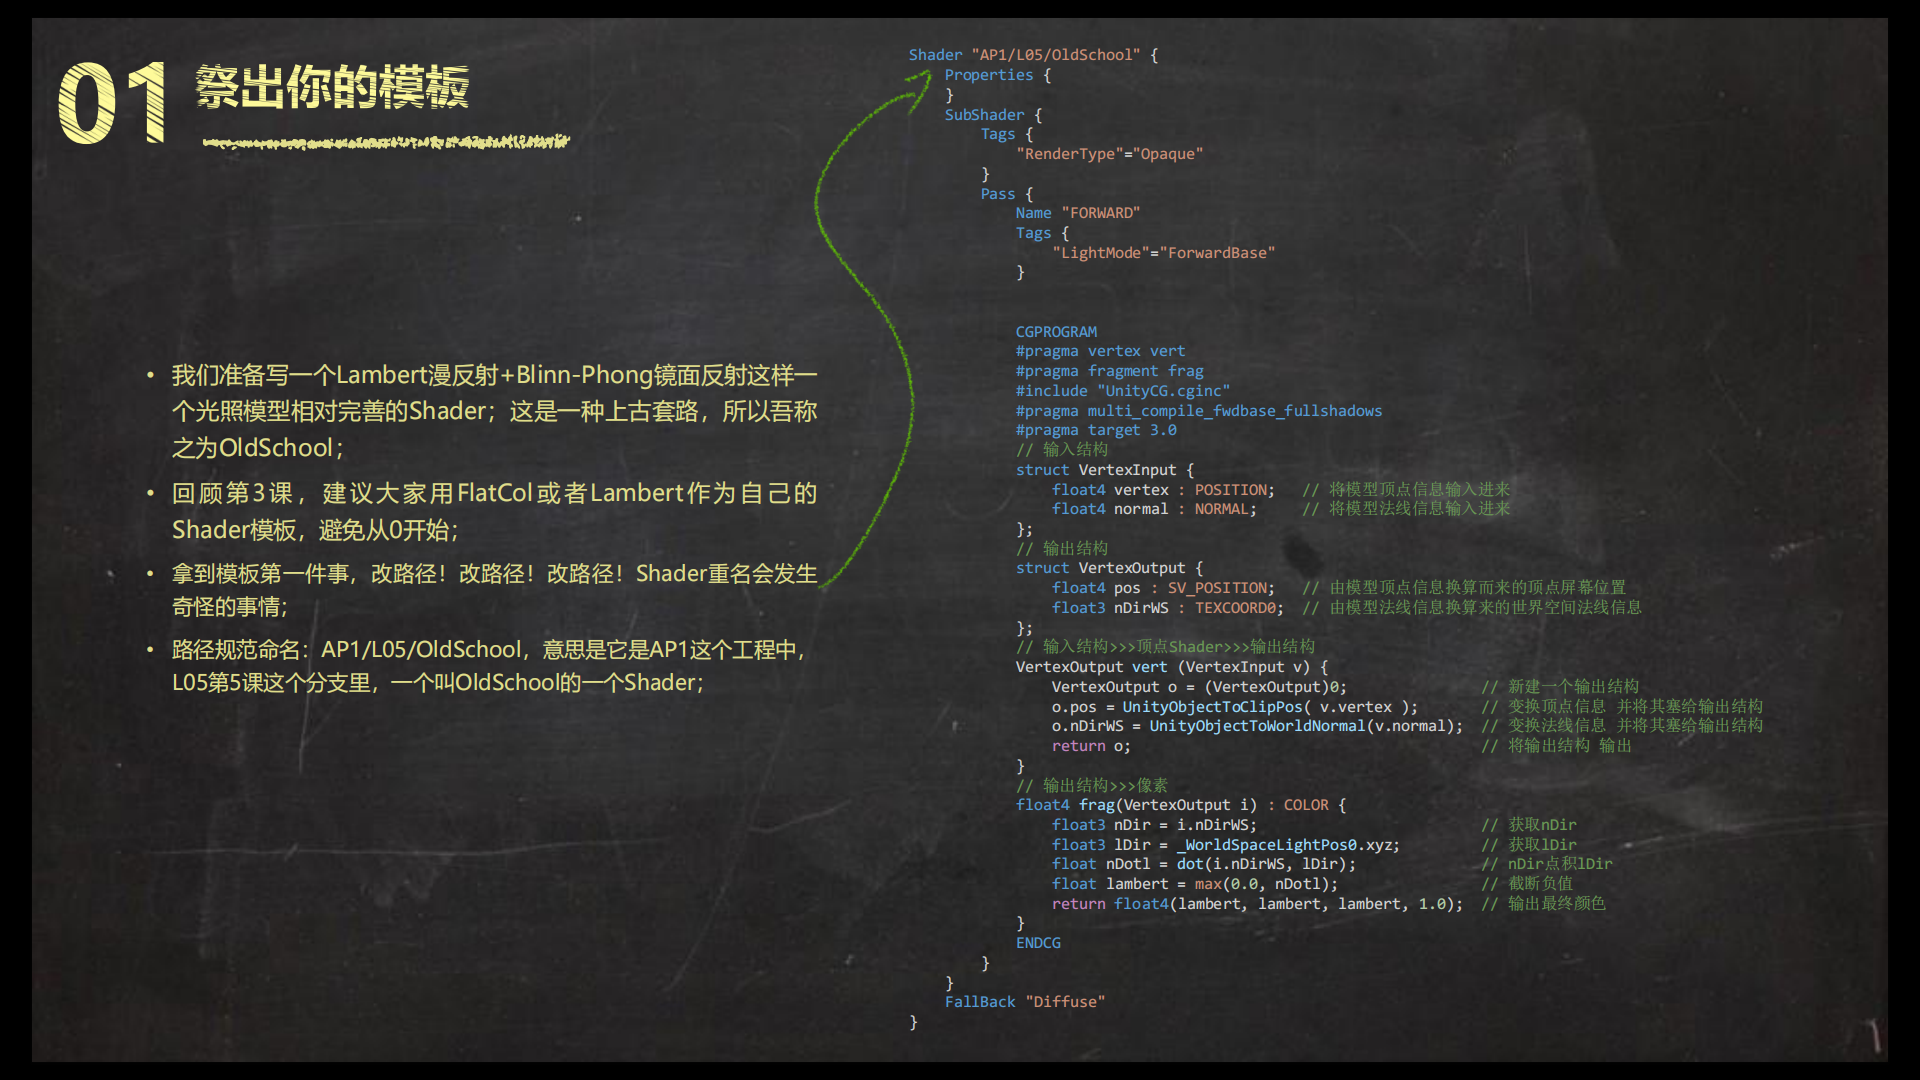 01 祭出你的模板
• 我们准备写一个Lambert漫反射+Blinn-Phong镜面反射这样一
个光照模型相对完善的Shader；这是一种上古套路，所以吾称
之为OldSchool；
• 回顾第3课，建议大家用FlatCol或者Lambert作为自己的
Shader模板，避免从0开始；
• 拿到模板第一件事，改路径！改路径！改路径！Shader重名会发生
奇怪的事情；
• 路径规范命名：AP1/L05/OldSchool，意思是它是AP1这个工程中，
L05第5课这个分支里，一个叫OldSchool的一个Shader；
Shader "AP1/L05/OldSchool" {
    Properties {
    }
    SubShader {
        Tags {
            "RenderType"="Opaque"
        }
        Pass {
            Name "FORWARD"
            Tags {
                "LightMode"="ForwardBase"
            }
            CGPROGRAM
            #pragma vertex vert
            #pragma fragment frag
            #include "UnityCG.cginc"
            #pragma multi_compile_fwdbase_fullshadows
            #pragma target 3.0
            // 输入结构
            struct VertexInput {
                float4 vertex : POSITION;   // 将模型顶点信息输入进来
                float4 normal : NORMAL;     // 将模型法线信息输入进来
            };
            // 输出结构
            struct VertexOutput {
                float4 pos : SV_POSITION;   // 由模型顶点信息换算而来的顶点屏幕位置
                float3 nDirWS : TEXCOORD0;  // 由模型法线信息换算来的世界空间法线信息
            };
            // 输入结构>>>顶点Shader>>>输出结构
            VertexOutput vert (VertexInput v) {
                VertexOutput o = (VertexOutput)0;               // 新建一个输出结构
                o.pos = UnityObjectToClipPos( v.vertex );       // 变换顶点信息 并将其塞给输出结构
                o.nDirWS = UnityObjectToWorldNormal(v.normal);  // 变换法线信息 并将其塞给输出结构
                return o;                                       // 将输出结构 输出
            }
            // 输出结构>>>像素
            float4 frag(VertexOutput i) : COLOR {
                float3 nDir = i.nDirWS;                         // 获取nDir
                float3 lDir = _WorldSpaceLightPos0.xyz;         // 获取lDir
                float nDotl = dot(i.nDirWS, lDir);              // nDir点积lDir
                float lambert = max(0.0, nDotl);                // 截断负值
                return float4(lambert, lambert, lambert, 1.0);  // 输出最终颜色
            }
            ENDCG
        }
    }
    FallBack "Diffuse"
}